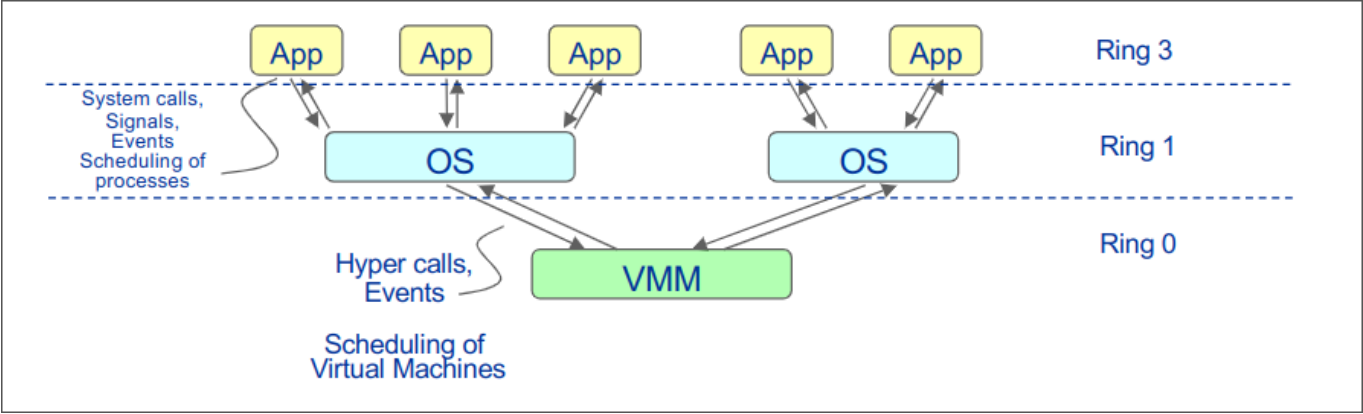 App
App
App
App
App
Ring 3
System calls,
Signals,
Events
Scheduling of
processes
OS
OS
Ring 1
Ring 0
Hyper calls,
Events
VMM
Scheduling of
Virtual Machines